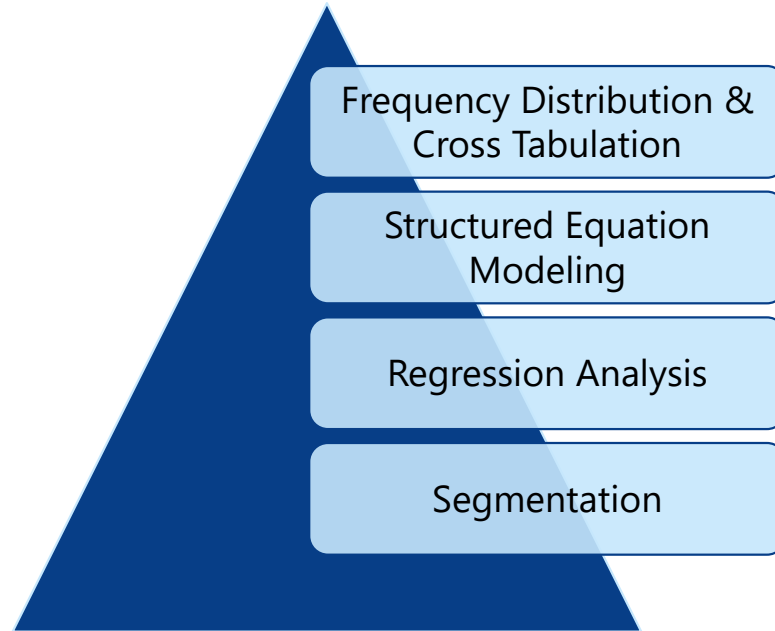 Frequency Distribution &
Cross Tabulation
Structured Equation
Modeling
Regression Analysis
Segmentation